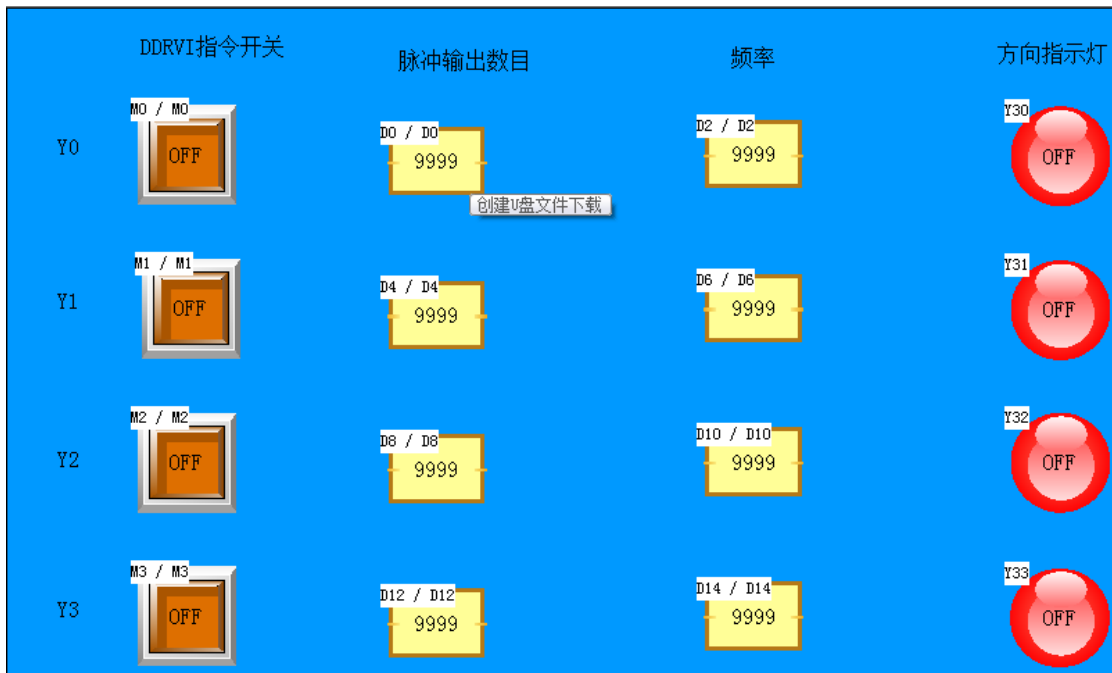 DDRVI指令开关 脉冲输出数目 频率 方向指示灯
M0 / M0 D0 / D0 D2 / D2 Y30
Y0 OFF 9999 9999 OFF
创建U盘文件下载
M1 / M1 D4 / D4 D6 / D6 Y31
Y1 OFF 9999 9999 OFF
M2 / M2 D8 / D8 D10 / D10 Y32
Y2 OFF 9999 9999 OFF
M3 / M3 D12 / D12 D14 / D14 Y33
Y3 OFF 9999 9999 OFF